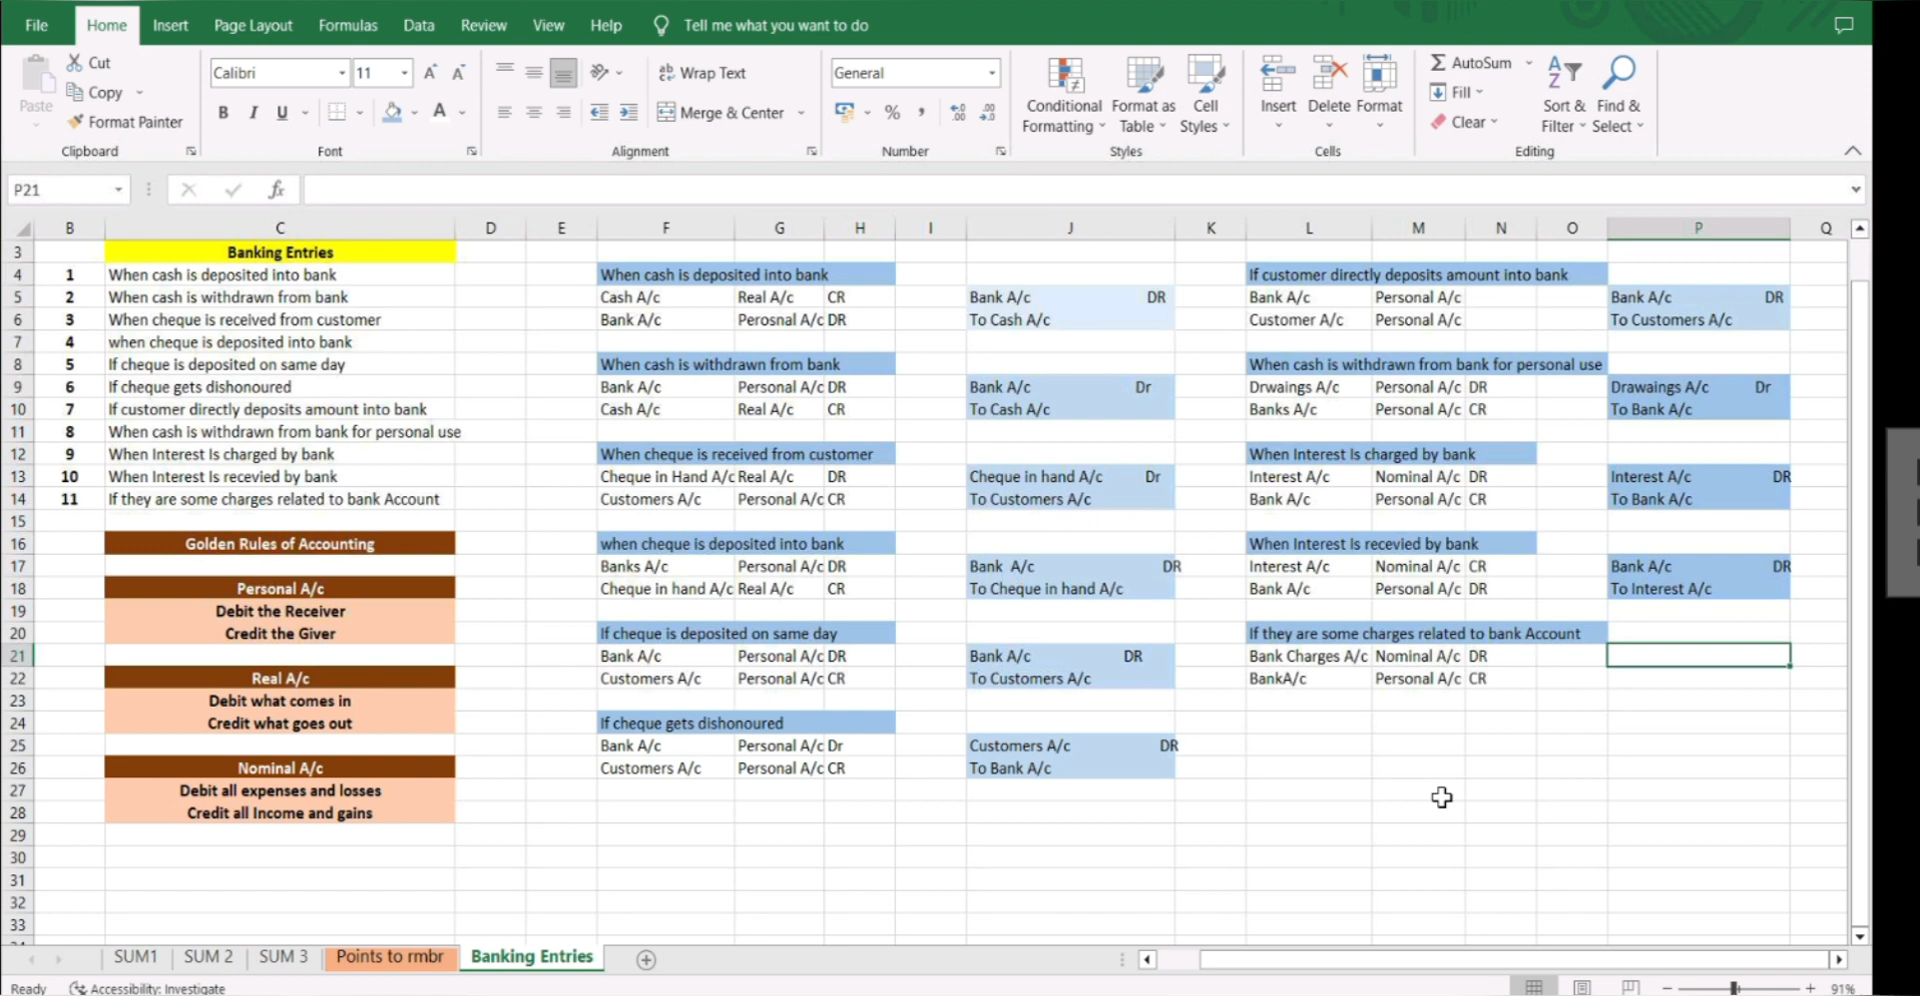 File Home Insert Page Layout Formulas Data Review View Help Tell me what you want to do
Paste
Cut
Copy
Format Painter
Clipboard
Calibri 11
B I U
Font
Wrap Text
Merge & Center
Alignment
General
%
Number
Conditional Formatting
Format as Table
Cell Styles
Styles
Insert Delete Format
Cells
AutoSum
Fill
Clear
Sort & Filter
Find & Select
Editing
P21 fx
B C D E F G H I J K L M N O P Q
3 Banking Entries
4 1 When cash is deposited into bank When cash is deposited into bank If customer directly deposits amount into bank
5 2 When cash is withdrawn from bank Cash A/c Real A/c CR Bank A/c DR Bank A/c Personal A/c Bank A/c DR
6 3 When cheque is received from customer Bank A/c Perosnal A/c DR To Cash A/c Customer A/c Personal A/c To Customers A/c
7 4 when cheque is deposited into bank
8 5 If cheque is deposited on same day When cash is withdrawn from bank When cash is withdrawn from bank for personal use
9 6 If cheque gets dishonoured Bank A/c Personal A/c DR Bank A/c Dr Drwaings A/c Personal A/c DR Drawaings A/c Dr
10 7 If customer directly deposits amount into bank Cash A/c Real A/c CR To Cash A/c Banks A/c Personal A/c CR To Bank A/c
11 8 When cash is withdrawn from bank for personal use
12 9 When Interest Is charged by bank When cheque is received from customer When Interest Is charged by bank
13 10 When Interest Is recevied by bank Cheque in Hand A/c Real A/c DR Cheque in hand A/c Dr Interest A/c Nominal A/c DR Interest A/c DR
14 11 If they are some charges related to bank Account Customers A/c Personal A/c CR To Customers A/c Bank A/c Personal A/c CR To Bank A/c
15
16 Golden Rules of Accounting when cheque is deposited into bank When Interest Is recevied by bank
17 Banks A/c Personal A/c DR Bank A/c DR Interest A/c Nominal A/c CR Bank A/c DR
18 Personal A/c Cheque in hand A/c Real A/c CR To Cheque in hand A/c Bank A/c Personal A/c DR To Interest A/c
19 Debit the Receiver
20 Credit the Giver If cheque is deposited on same day If they are some charges related to bank Account
21 Bank A/c Personal A/c DR Bank A/c DR Bank Charges A/c Nominal A/c DR
22 Real A/c Customers A/c Personal A/c CR To Customers A/c BankA/c Personal A/c CR
23 Debit what comes in
24 Credit what goes out If cheque gets dishonoured
25 Bank A/c Personal A/c Dr Customers A/c DR
26 Nominal A/c Customers A/c Personal A/c CR To Bank A/c
27 Debit all expenses and losses
28 Credit all Income and gains
29
30
31
32
33
SUM1 SUM 2 SUM 3 Points to rmbr Banking Entries
Ready Accessibility: Investigate 91%